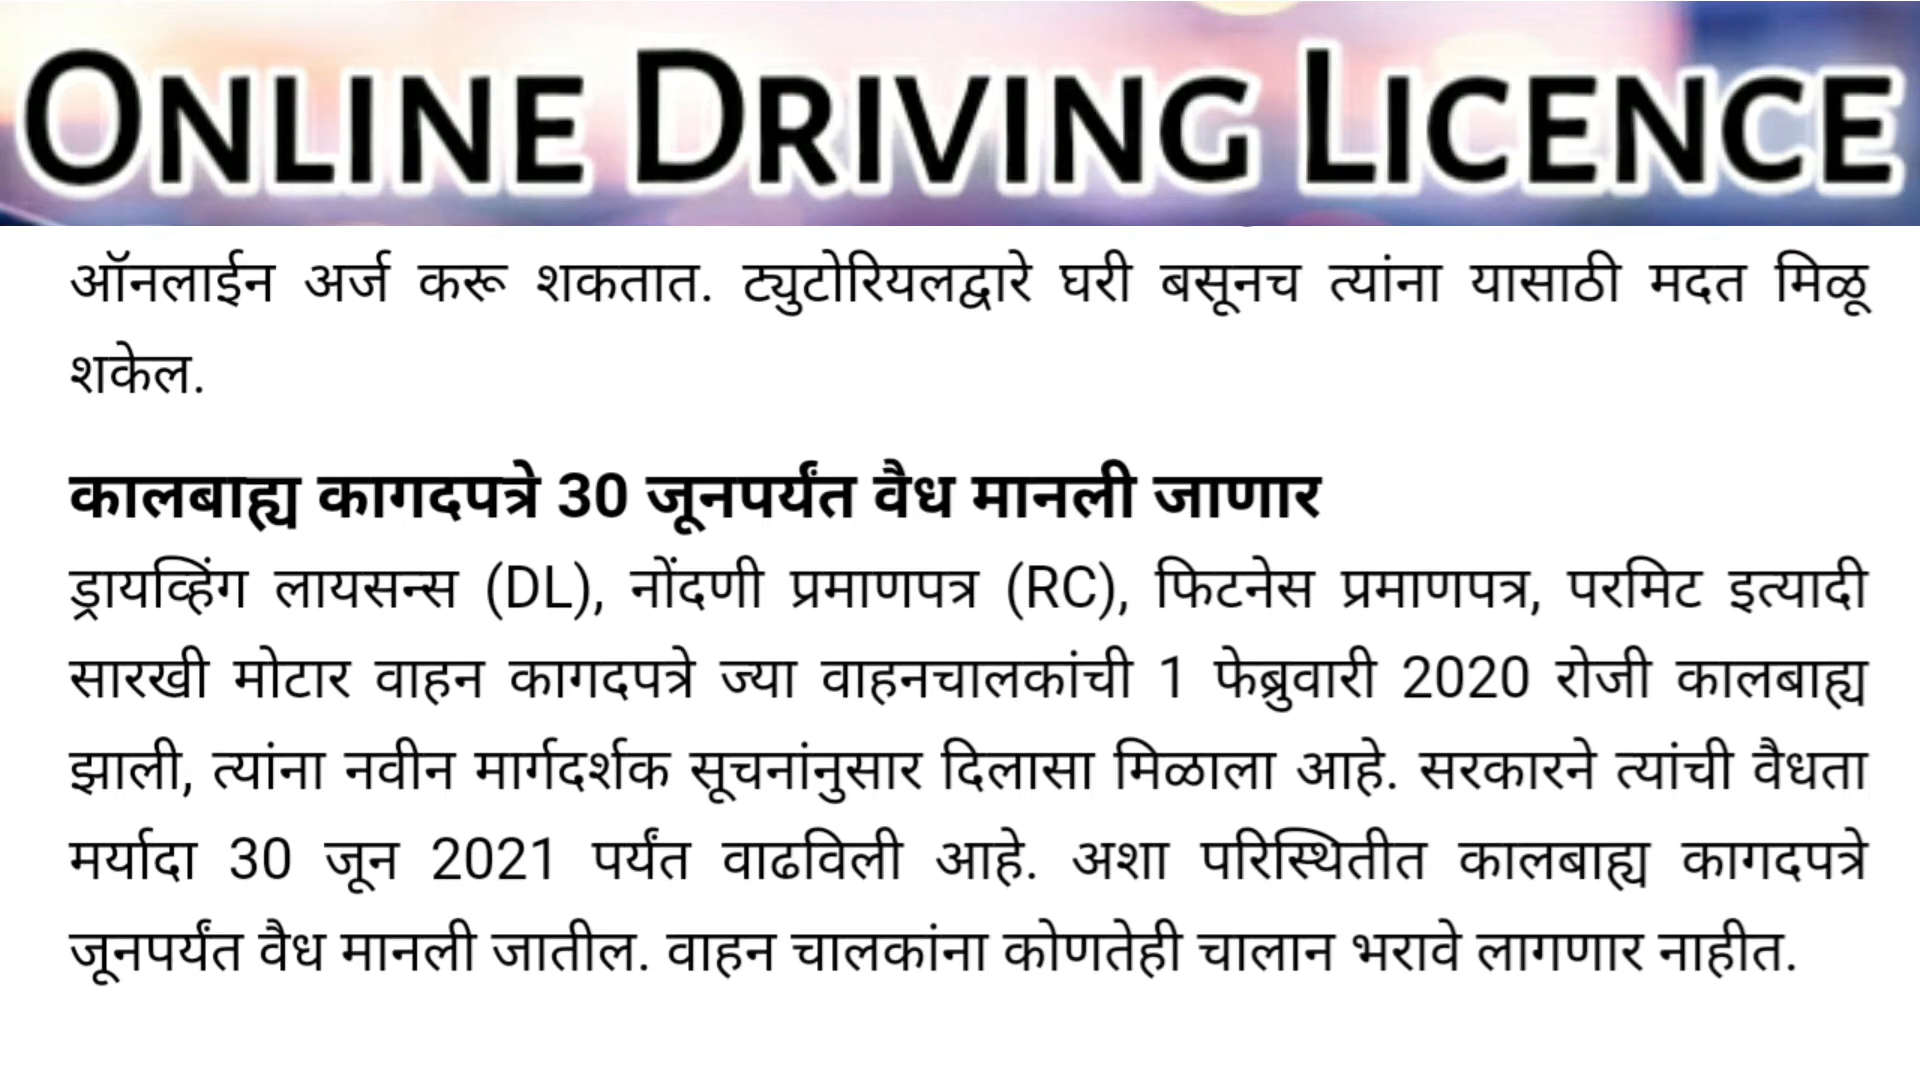 ONLINE DRIVING LICENCE
ऑनलाईन अर्ज करू शकतात. ट्युटोरियलद्वारे घरी बसूनच त्यांना यासाठी मदत मिळू
शकेल.
कालबाह्य कागदपत्रे 30 जूनपर्यंत वैध मानली जाणार
ड्रायव्हिंग लायसन्स (DL), नोंदणी प्रमाणपत्र (RC), फिटनेस प्रमाणपत्र, परमिट इत्यादी
सारखी मोटार वाहन कागदपत्रे ज्या वाहनचालकांची 1 फेब्रुवारी 2020 रोजी कालबाह्य
झाली, त्यांना नवीन मार्गदर्शक सूचनांनुसार दिलासा मिळाला आहे. सरकारने त्यांची वैधता
मर्यादा 30 जून 2021 पर्यंत वाढविली आहे. अशा परिस्थितीत कालबाह्य कागदपत्रे
जूनपर्यंत वैध मानली जातील. वाहन चालकांना कोणतेही चालान भरावे लागणार नाहीत.